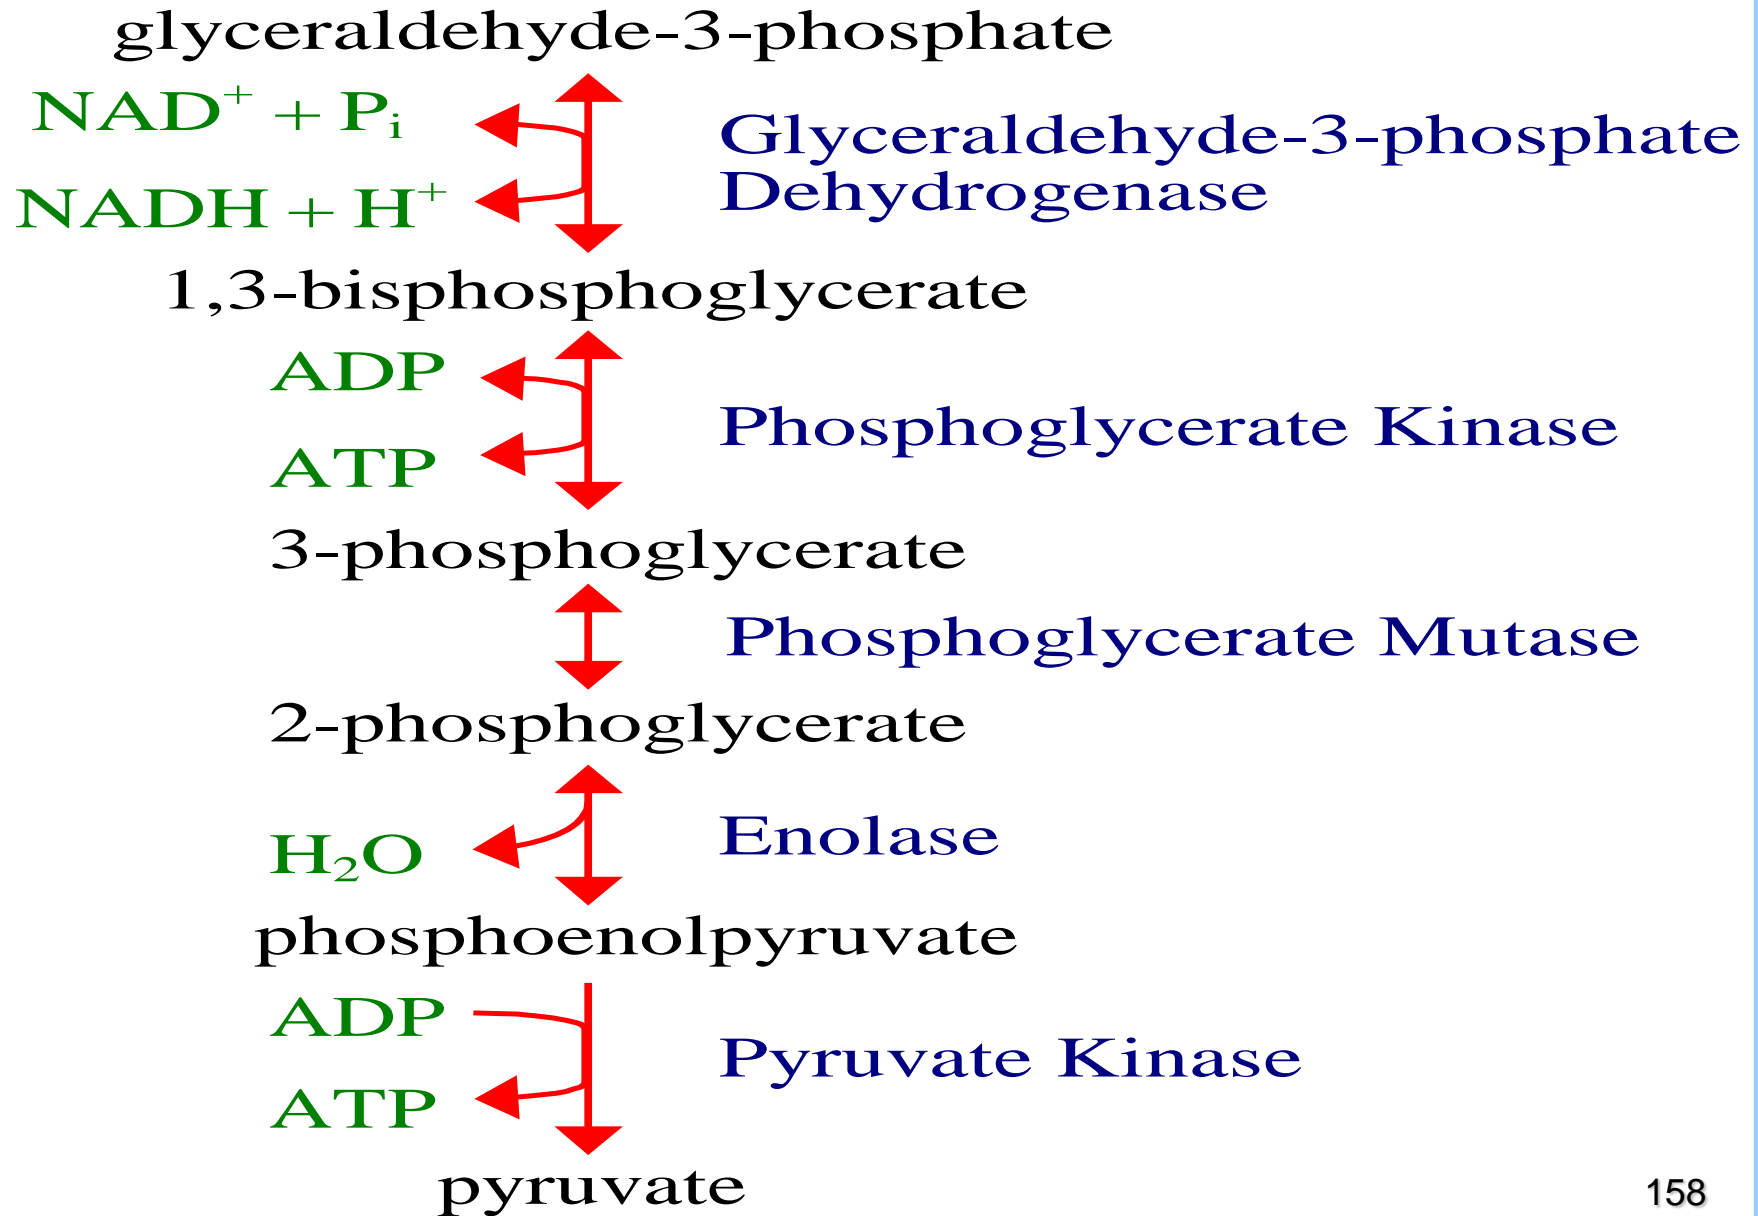 glyceraldehyde-3-phosphate
NAD⁺ + Pᵢ
Glyceraldehyde-3-phosphate
Dehydrogenase
NADH + H⁺
1,3-bisphosphoglycerate
ADP
Phosphoglycerate Kinase
ATP
3-phosphoglycerate
Phosphoglycerate Mutase
2-phosphoglycerate
Enolase
H₂O
phosphoenolpyruvate
ADP
Pyruvate Kinase
ATP
pyruvate
158